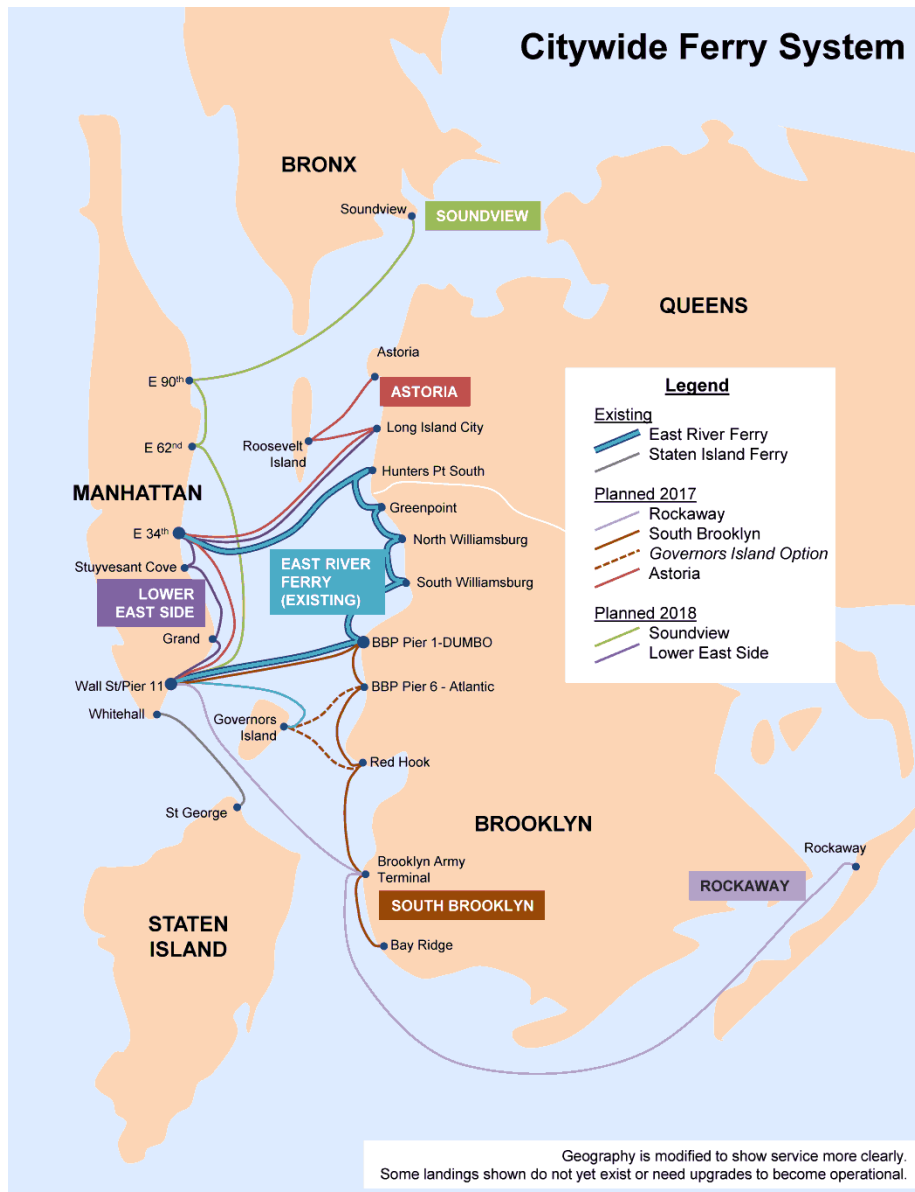 Citywide Ferry System
BRONX
Soundview
SOUNDVIEW
QUEENS
Astoria
E 90th
ASTORIA
Long Island City
Roosevelt
Island
E 62nd
Hunters Pt South
MANHATTAN
Greenpoint
E 34th
North Williamsburg
Stuyvesant Cove
EAST RIVER
FERRY
(EXISTING)
South Williamsburg
LOWER
EAST SIDE
Grand
BBP Pier 1-DUMBO
Wall St/Pier 11
BBP Pier 6 - Atlantic
Whitehall
Governors
Island
Red Hook
St George
BROOKLYN
Rockaway
Brooklyn Army
Terminal
ROCKAWAY
SOUTH BROOKLYN
STATEN
ISLAND
Bay Ridge
Legend
Existing
East River Ferry
Staten Island Ferry
Planned 2017
Rockaway
South Brooklyn
Governors Island Option
Astoria
Planned 2018
Soundview
Lower East Side
Geography is modified to show service more clearly.
Some landings shown do not yet exist or need upgrades to become operational.